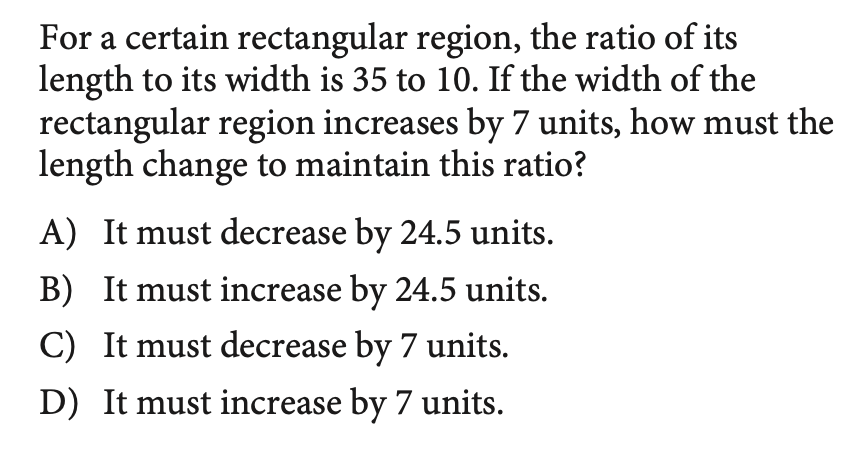 For a certain rectangular region, the ratio of its
length to its width is 35 to 10. If the width of the
rectangular region increases by 7 units, how must the
length change to maintain this ratio?
A) It must decrease by 24.5 units.
B) It must increase by 24.5 units.
C) It must decrease by 7 units.
D) It must increase by 7 units.